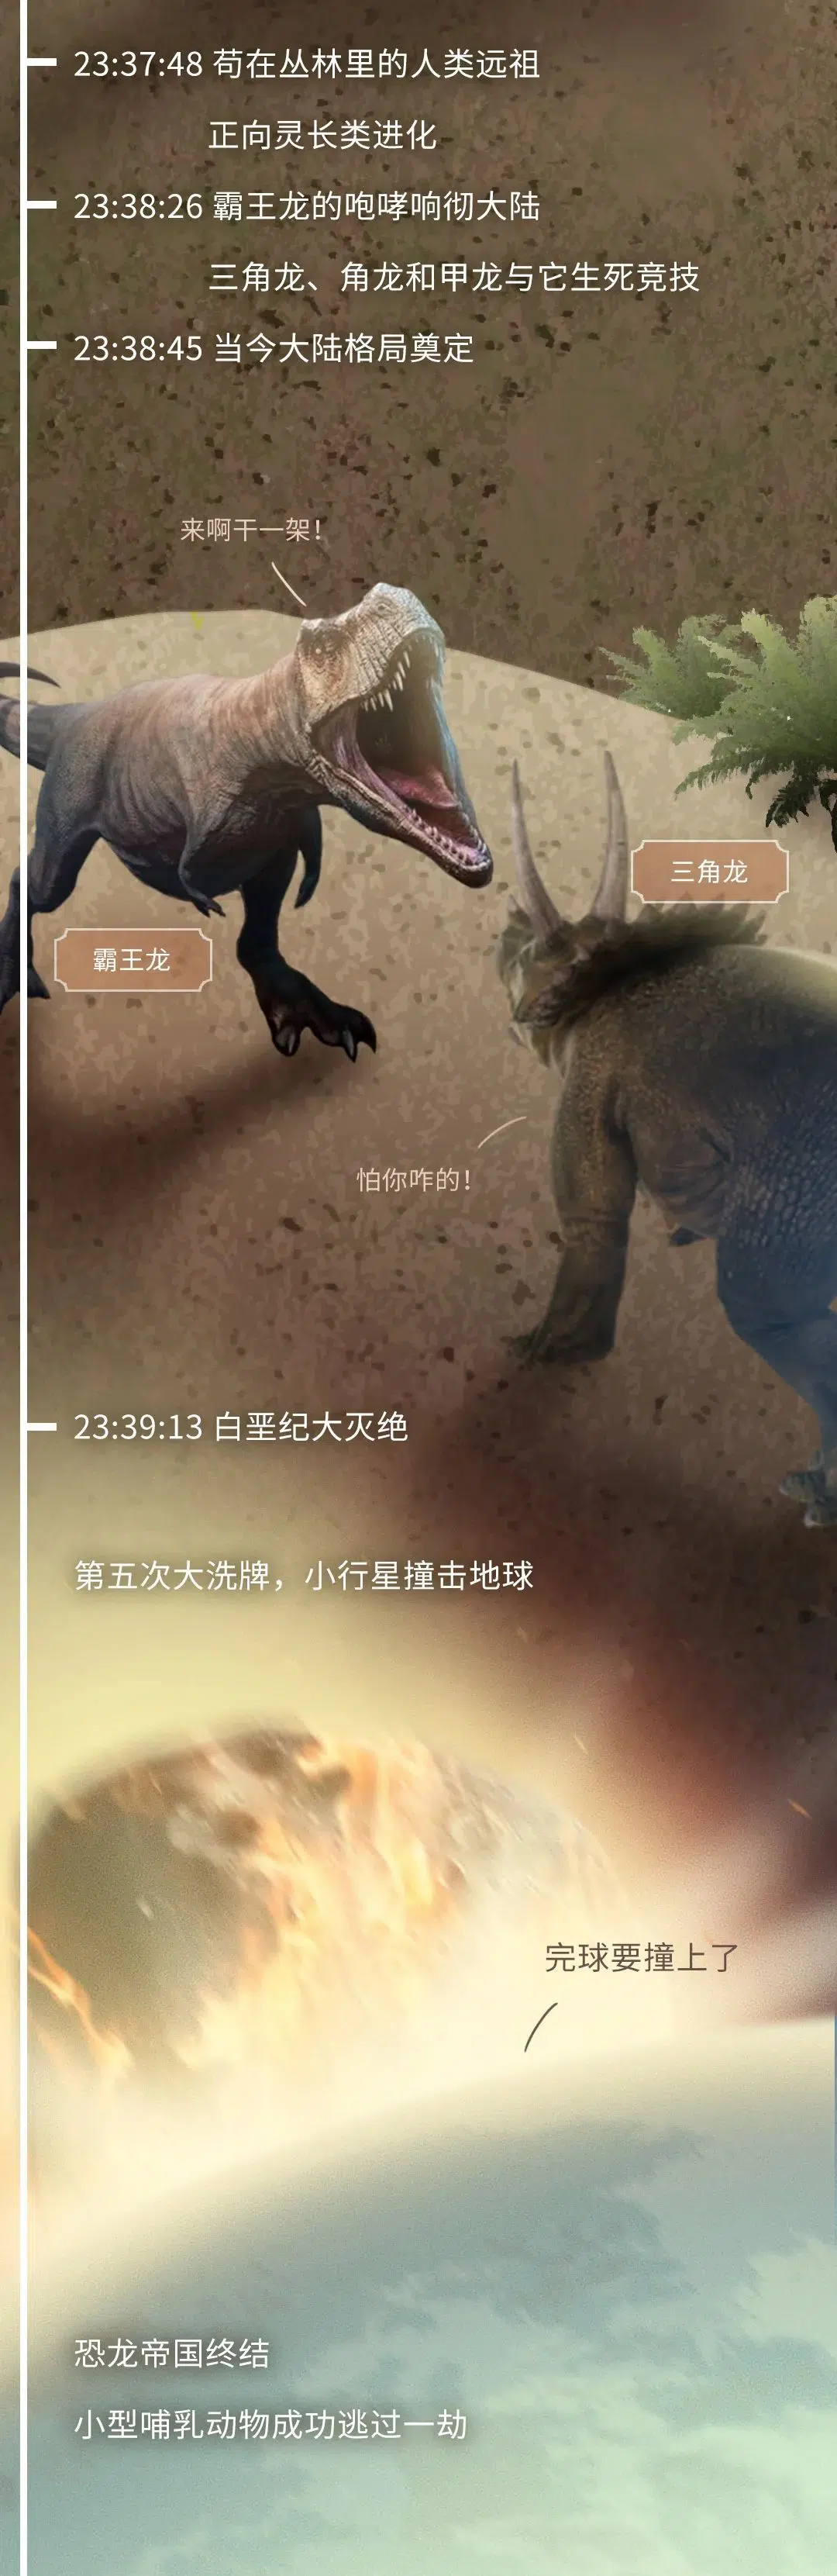 23:37:48 苟在丛林里的人类远祖
正向灵长类进化
23:38:26 霸王龙的咆哮响彻大陆
三角龙、角龙和甲龙与它生死竞技
23:38:45 当今大陆格局奠定
来啊干一架！
三角龙
霸王龙
怕你咋的！
23:39:13 白垩纪大灭绝
第五次大洗牌，小行星撞击地球
完球要撞上了
恐龙帝国终结
小型哺乳动物成功逃过一劫